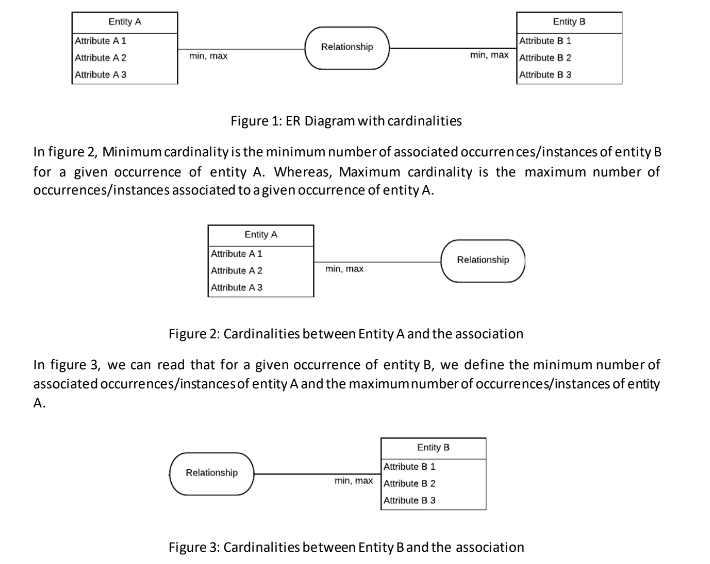 Entity A
Attribute A 1
Attribute A 2
Attribute A 3
min, max
Relationship
min, max
Entity B
Attribute B 1
Attribute B 2
Attribute B 3
Figure 1: ER Diagram with cardinalities
In figure 2, Minimum cardinality is the minimum number of associated occurrences/instances of entity B
for a given occurrence of entity A. Whereas, Maximum cardinality is the maximum number of
occurrences/instances associated to a given occurrence of entity A.
Entity A
Attribute A 1
Attribute A 2
Attribute A 3
min, max
Relationship
Figure 2: Cardinalities between Entity A and the association
In figure 3, we can read that for a given occurrence of entity B, we define the minimum number of
associated occurrences/instances of entity A and the maximum number of occurrences/instances of entity
A.
Relationship
min, max
Entity B
Attribute B 1
Attribute B 2
Attribute B 3
Figure 3: Cardinalities between Entity B and the association